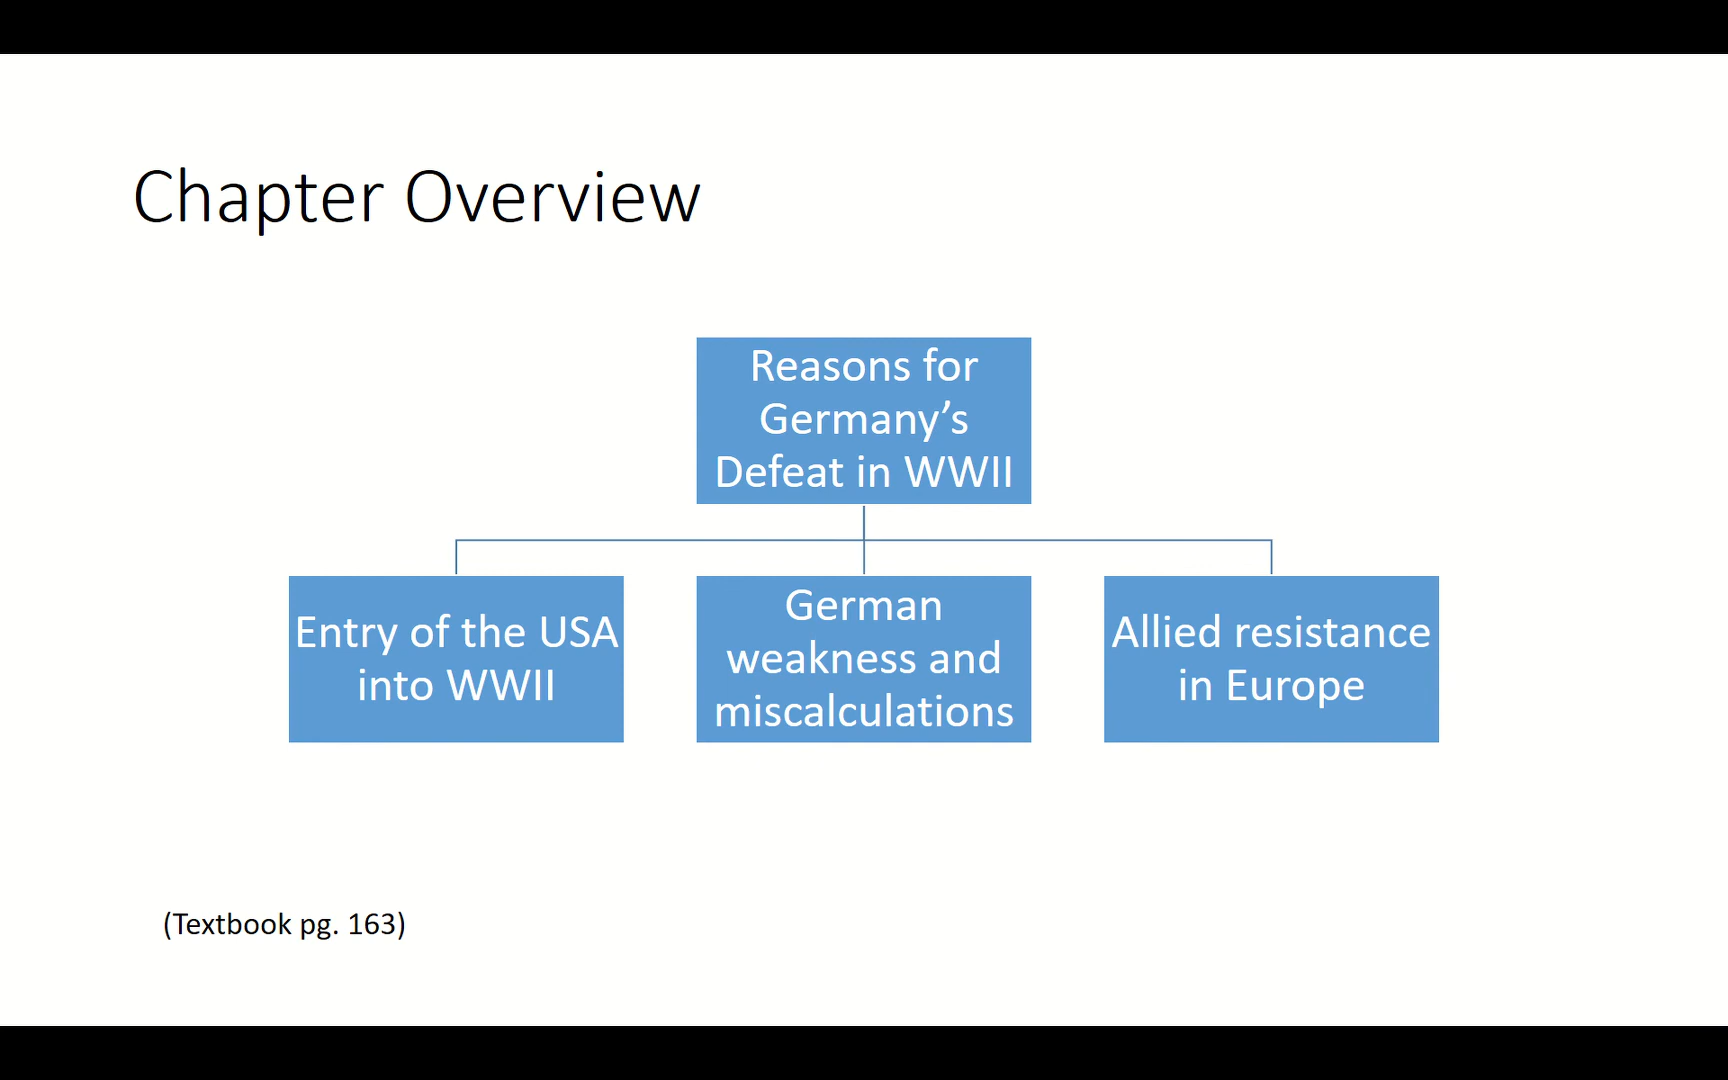 Chapter Overview
Reasons for
Germany’s
Defeat in WWII
Entry of the USA
into WWII
German
weakness and
miscalculations
Allied resistance
in Europe
(Textbook pg. 163)